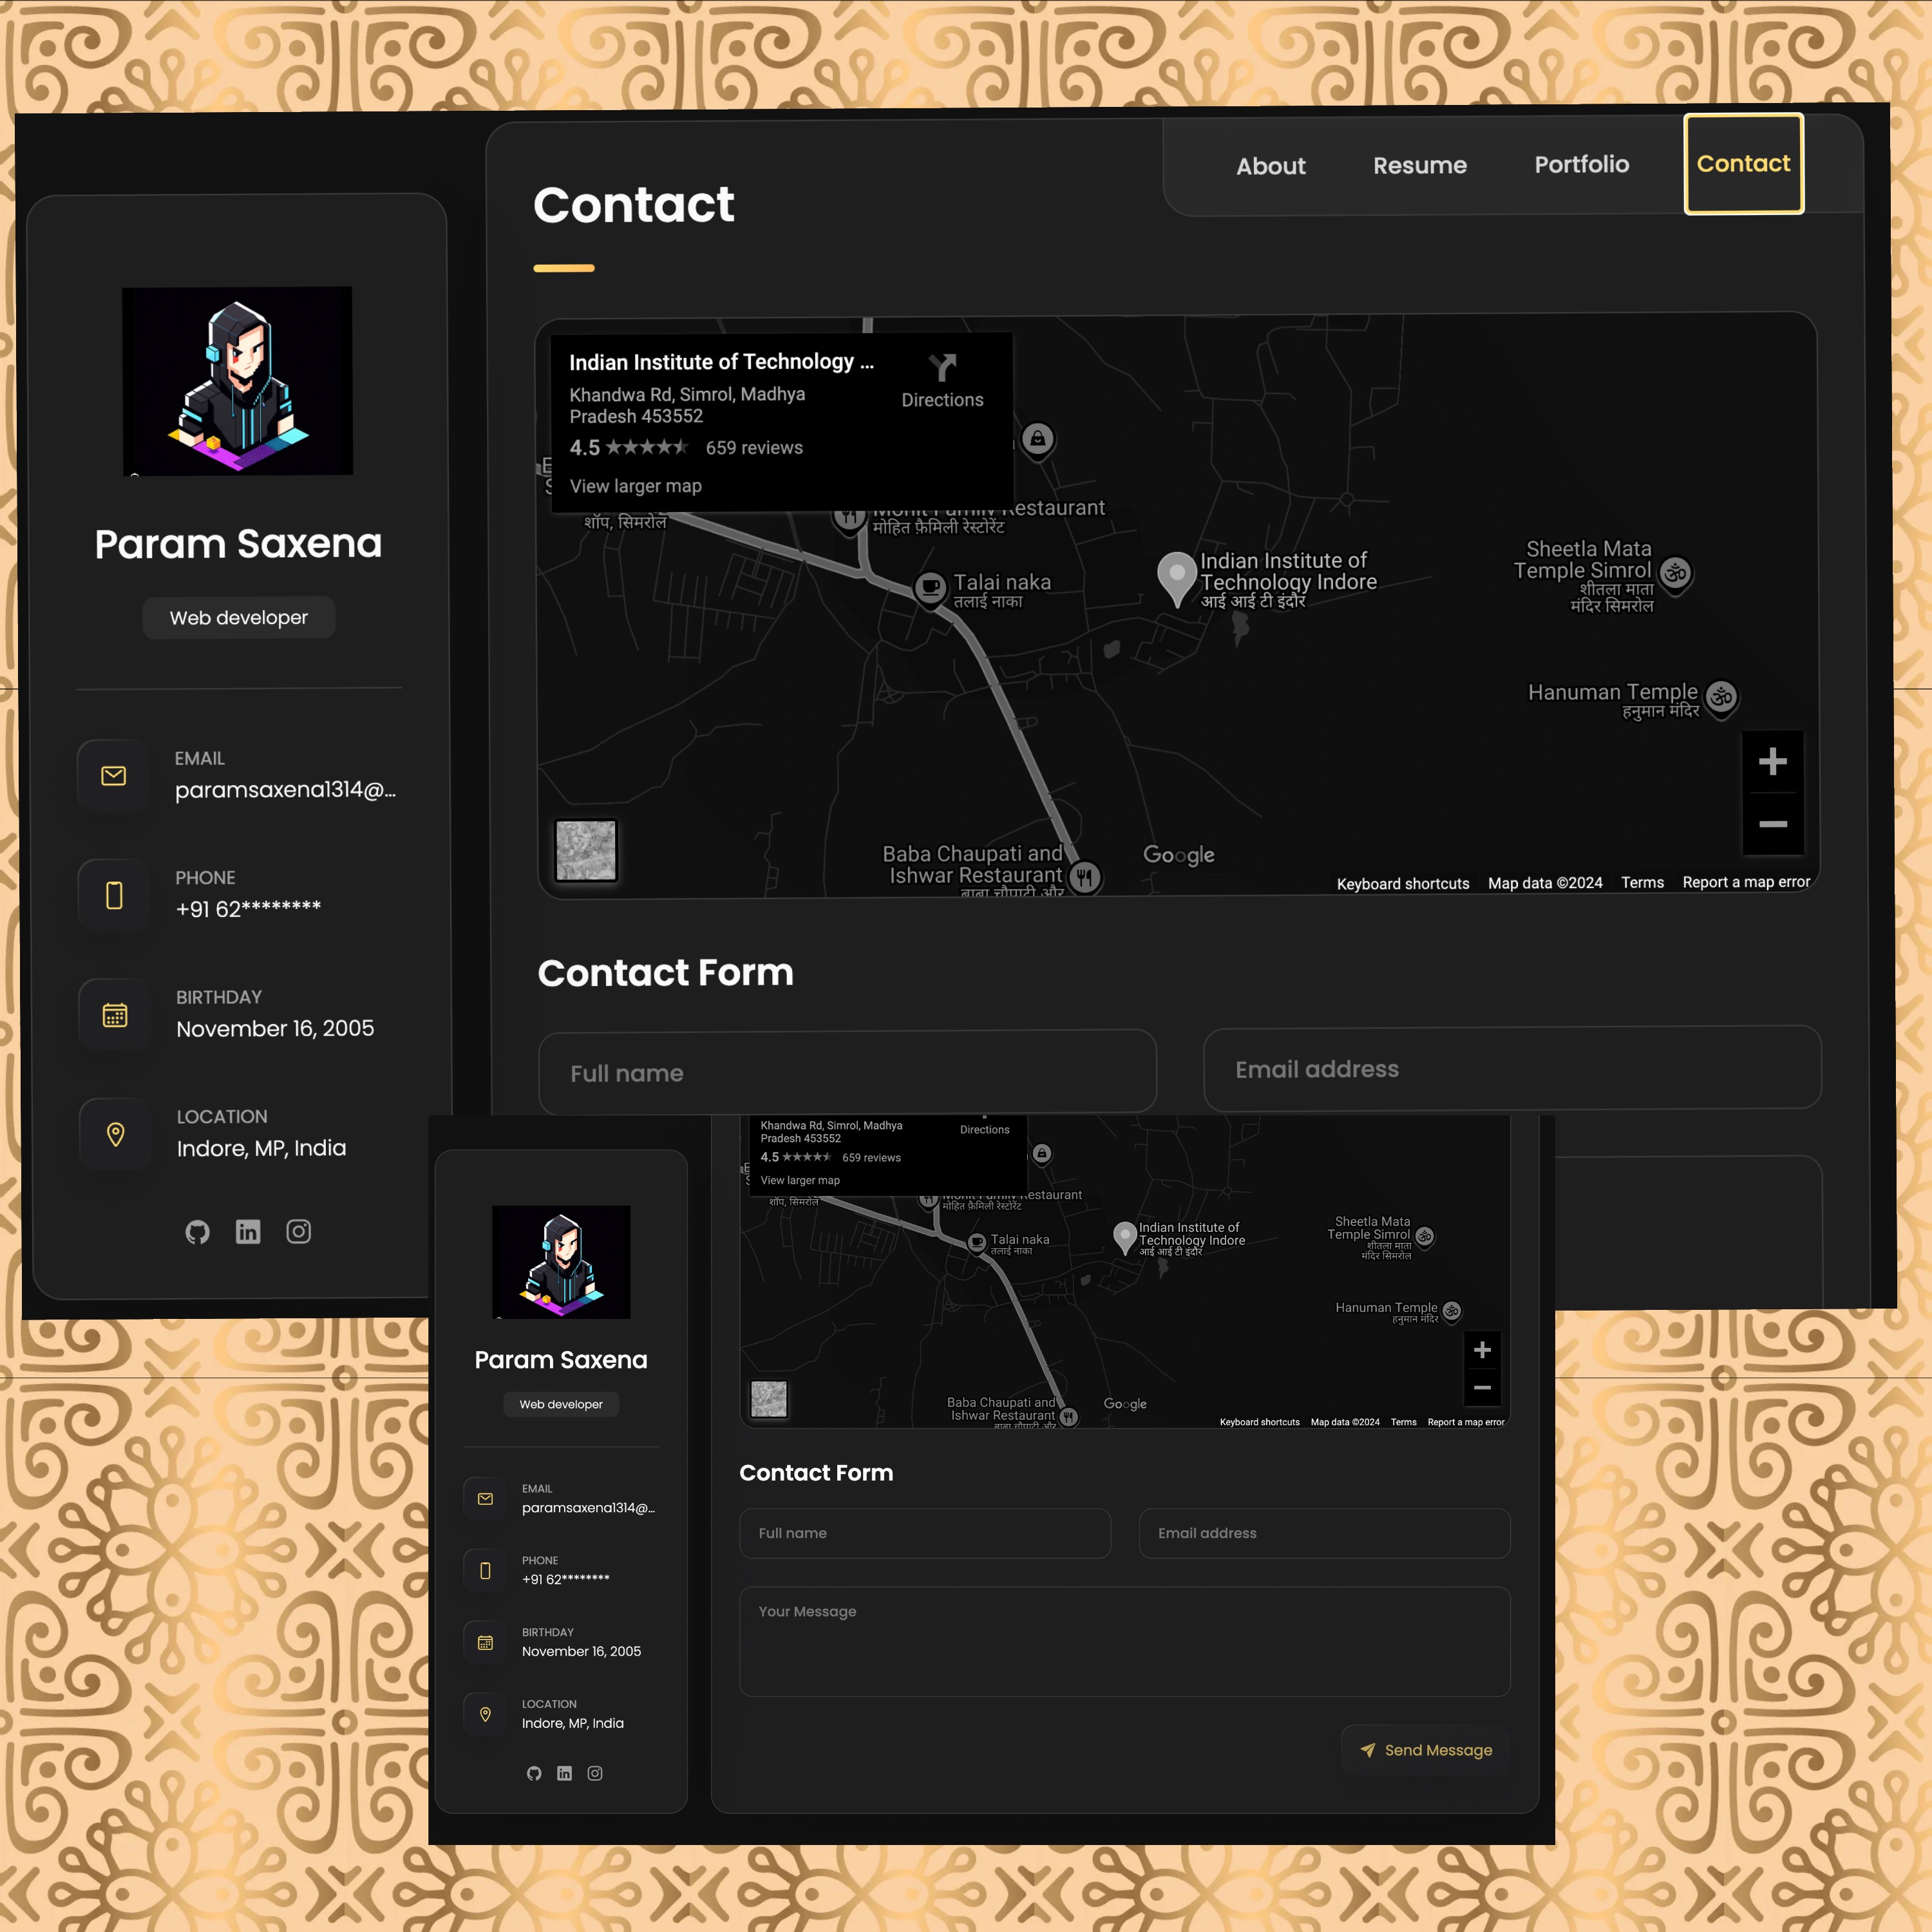 About
Resume
Portfolio
Contact
Contact
Param Saxena
Web developer
EMAIL
paramsaxena1314@...
PHONE
+91 62********
BIRTHDAY
November 16, 2005
LOCATION
Indore, MP, India
Indian Institute of Technology ...
Khandwa Rd, Simrol, Madhya
Pradesh 453552
Directions
4.5
659 reviews
View larger map
शॉप, सिमरोल
Mohit Family Restaurant
मोहित फ़ैमिली रेस्टोरेंट
Talai naka
तलाई नाका
Indian Institute of
Technology Indore
आई आई टी इंदौर
Sheetla Mata
Temple Simrol
शीतला माता
मंदिर सिमरोल
Hanuman Temple
हनुमान मंदिर
Baba Chaupati and
Ishwar Restaurant
बाबा चौपाटी और
Google
Keyboard shortcuts
Map data ©2024
Terms
Report a map error
Contact Form
Full name
Email address
Param Saxena
Web developer
EMAIL
paramsaxena1314@...
PHONE
+91 62********
BIRTHDAY
November 16, 2005
LOCATION
Indore, MP, India
Khandwa Rd, Simrol, Madhya
Pradesh 453552
Directions
4.5
659 reviews
View larger map
शॉप, सिमरोल
Mohit Family Restaurant
मोहित फ़ैमिली रेस्टोरेंट
Talai naka
तलाई नाका
Indian Institute of
Technology Indore
आई आई टी इंदौर
Sheetla Mata
Temple Simrol
शीतला माता
मंदिर सिमरोल
Hanuman Temple
हनुमान मंदिर
Baba Chaupati and
Ishwar Restaurant
बाबा चौपाटी और
Google
Keyboard shortcuts
Map data ©2024
Terms
Report a map error
Contact Form
Full name
Email address
Your Message
Send Message